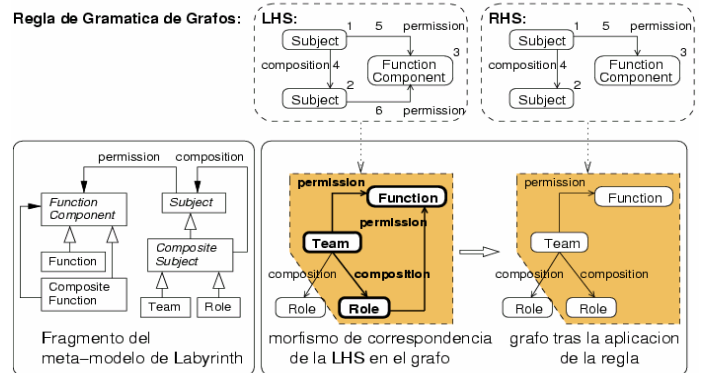 Regla de Gramatica de Grafos:
LHS:
Subject
1
5
permission
3
Function
Component
composition 4
Subject
2
6
permission
RHS:
Subject
1
5
permission
3
Function
Component
composition 4
Subject
2
permission
composition
Function
Component
Subject
Function
Composite
Subject
Composite
Function
Team
Role
Fragmento del
meta-modelo de Labyrinth
permission
Function
permission
Team
composition
composition
Role
Role
morfismo de correspondencia
de la LHS en el grafo
permission
Function
Team
composition
composition
Role
Role
grafo tras la aplicacion
de la regla